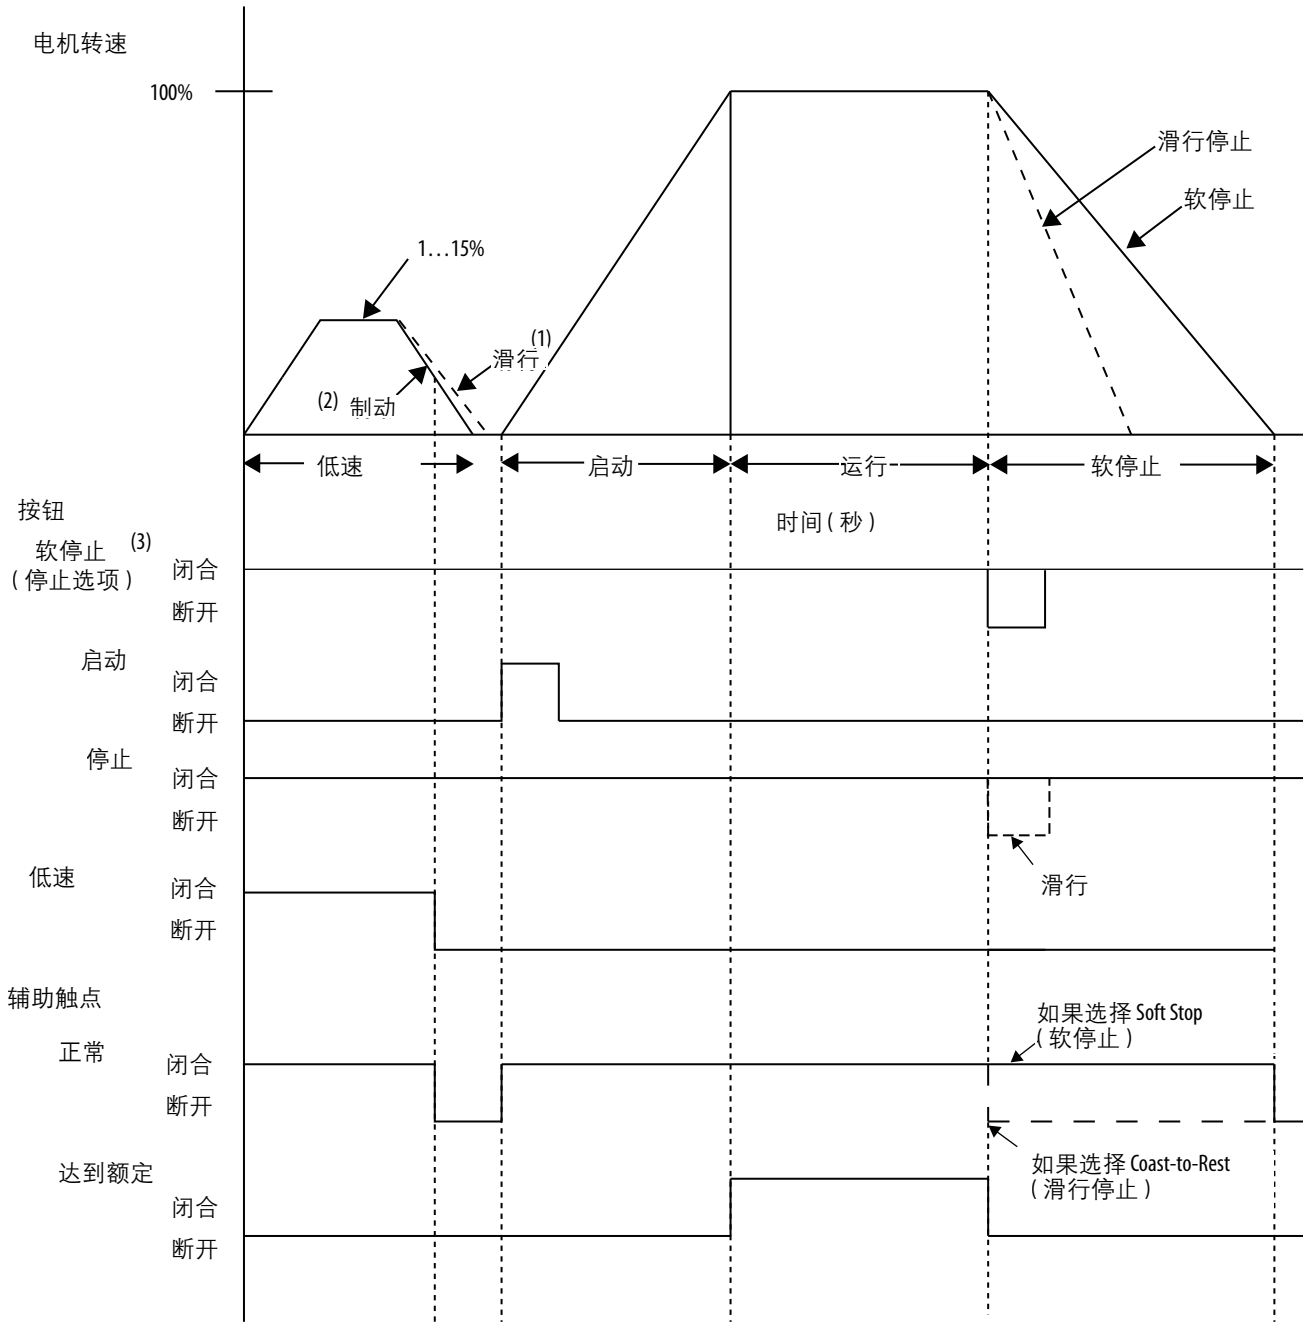 电机转速
100%
滑行停止
软停止
1…15%
滑行(1)
(2) 制动
低速
启动
运行
软停止
按钮
时间 ( 秒 )
软停止 (3)
( 停止选项 )
闭合
断开
启动
闭合
断开
停止
闭合
断开
滑行
低速
闭合
断开
辅助触点
如果选择 Soft Stop
( 软停止 )
正常
闭合
断开
如果选择 Coast-to-Rest
( 滑行停止 )
达到额定
闭合
断开